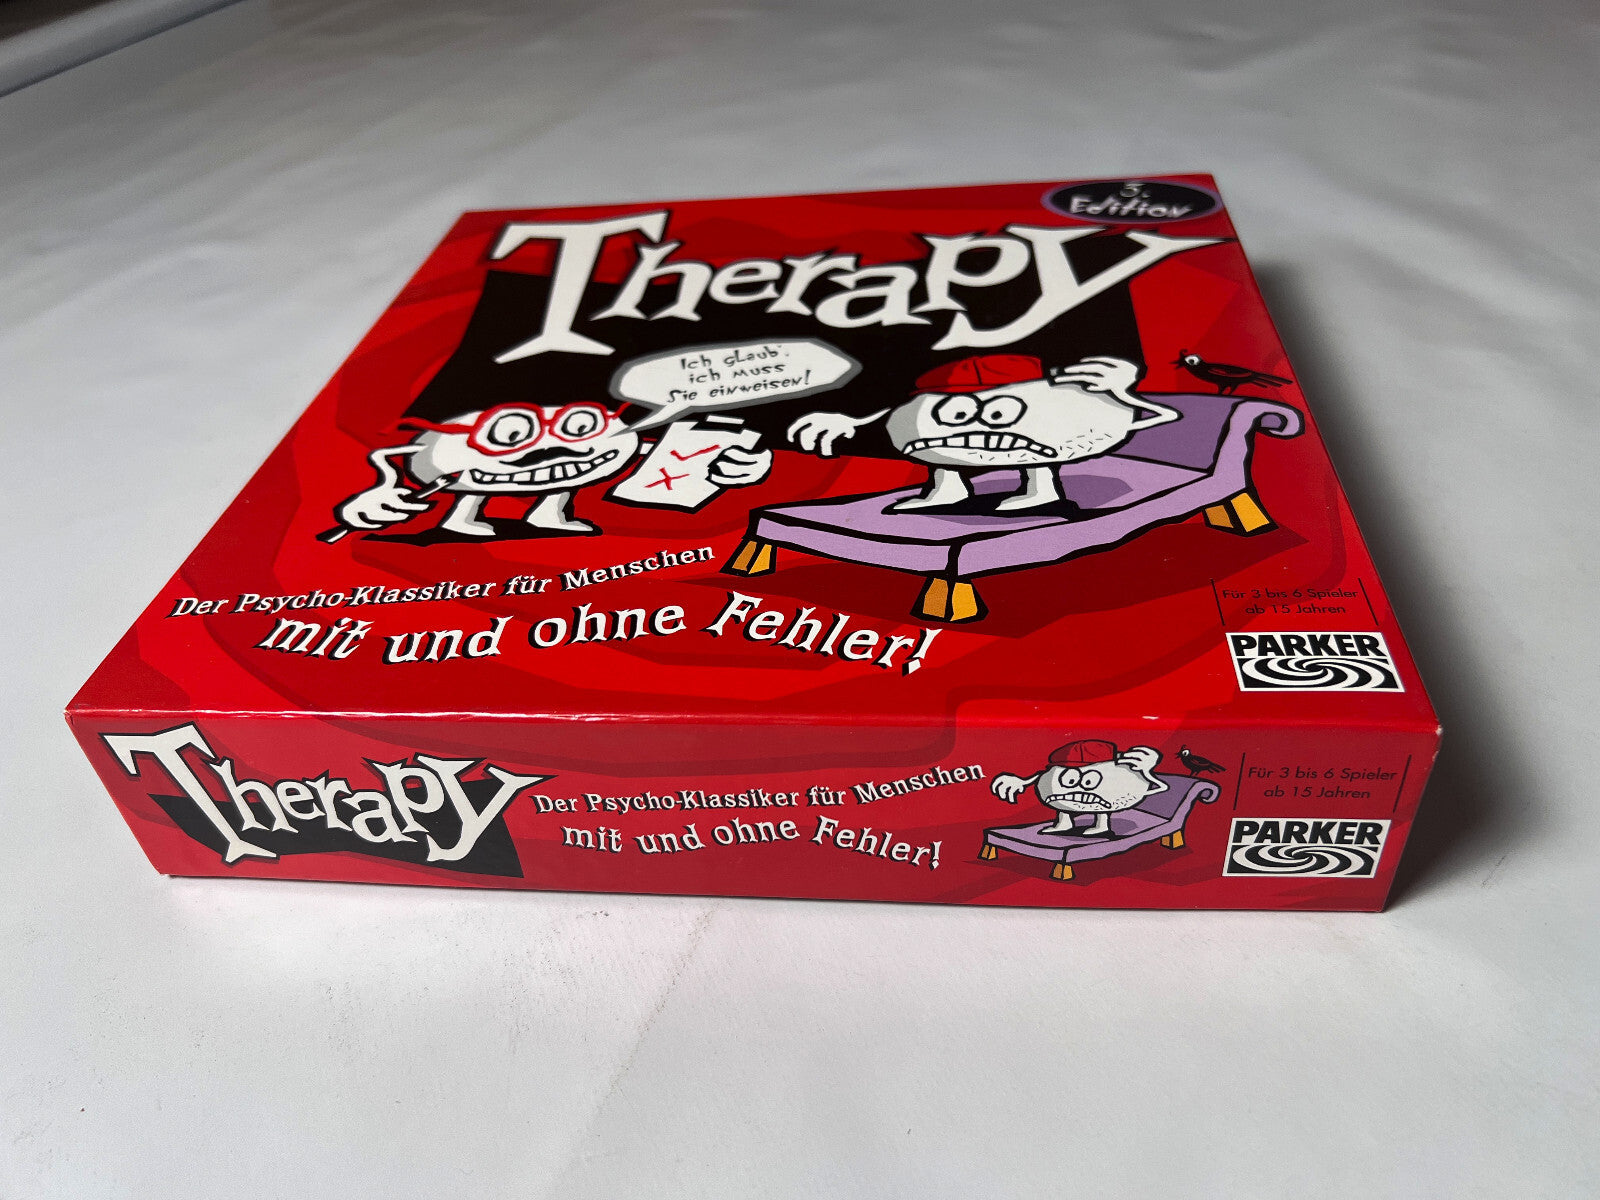 3.
Edition
Therapy
Ich glaub'
ich muss
Sie einweisen!
Der Psycho-Klassiker für Menschen
mit und ohne Fehler!
Für 3 bis 6 Spieler
ab 15 Jahren
PARKER
Therapy
Der Psycho-Klassiker für Menschen
mit und ohne Fehler!
Für 3 bis 6 Spieler
ab 15 Jahren
PARKER